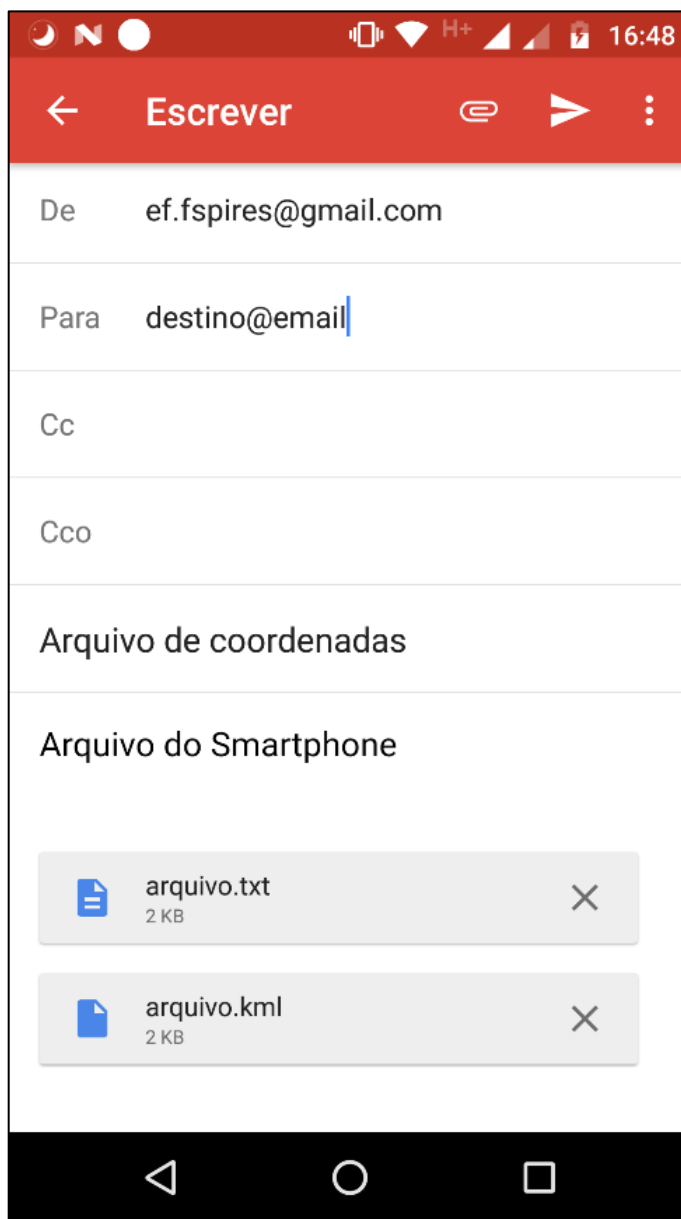 H+ 16:48
Escrever
De ef.fspires@gmail.com
Para destino@email
Cc
Cco
Arquivo de coordenadas
Arquivo do Smartphone
arquivo.txt
2 KB
arquivo.kml
2 KB